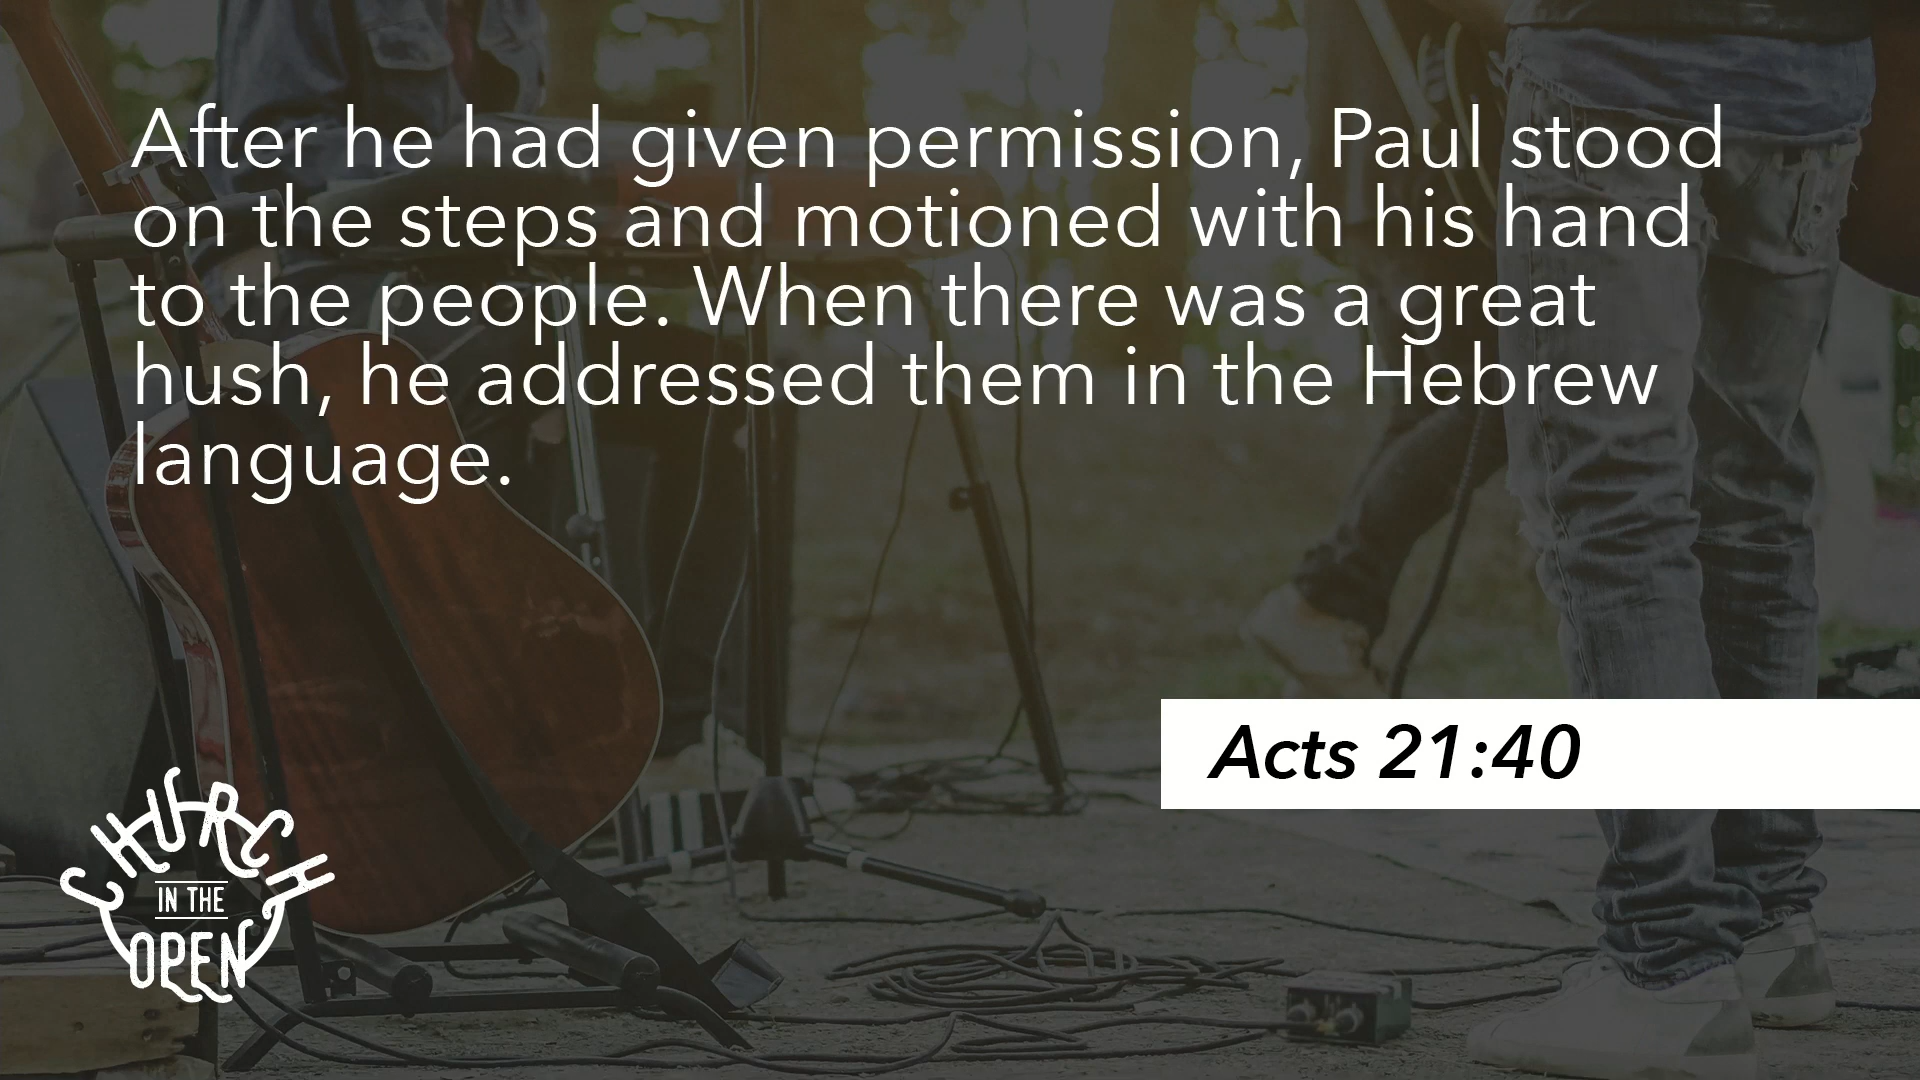 After he had given permission, Paul stood
on the steps and motioned with his hand
to the people. When there was a great
hush, he addressed them in the Hebrew
language.
Acts 21:40
CHURCH
IN THE
OPEN